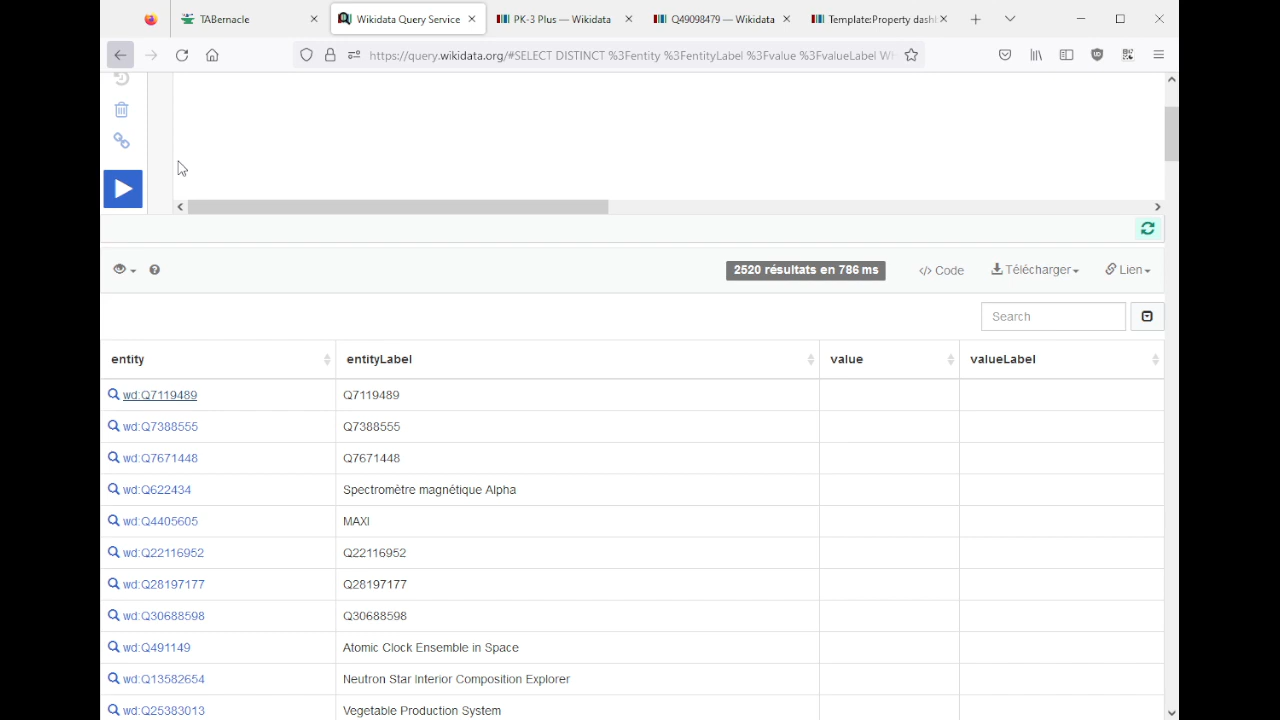 TABernacle
Wikidata Query Service
PK-3 Plus — Wikidata
Q49098479 — Wikidata
Template:Property dash
https://query.wikidata.org/#SELECT DISTINCT %3Fentity %3FentityLabel %3Fvalue %3FvalueLabel WH
2520 résultats en 786 ms
</> Code
Télécharger
Lien
Search
entity entityLabel value valueLabel
wd:Q7119489 Q7119489
wd:Q7388555 Q7388555
wd:Q7671448 Q7671448
wd:Q622434 Spectromètre magnétique Alpha
wd:Q4405605 MAXI
wd:Q22116952 Q22116952
wd:Q28197177 Q28197177
wd:Q30688598 Q30688598
wd:Q491149 Atomic Clock Ensemble in Space
wd:Q13582654 Neutron Star Interior Composition Explorer
wd:Q25383013 Vegetable Production System